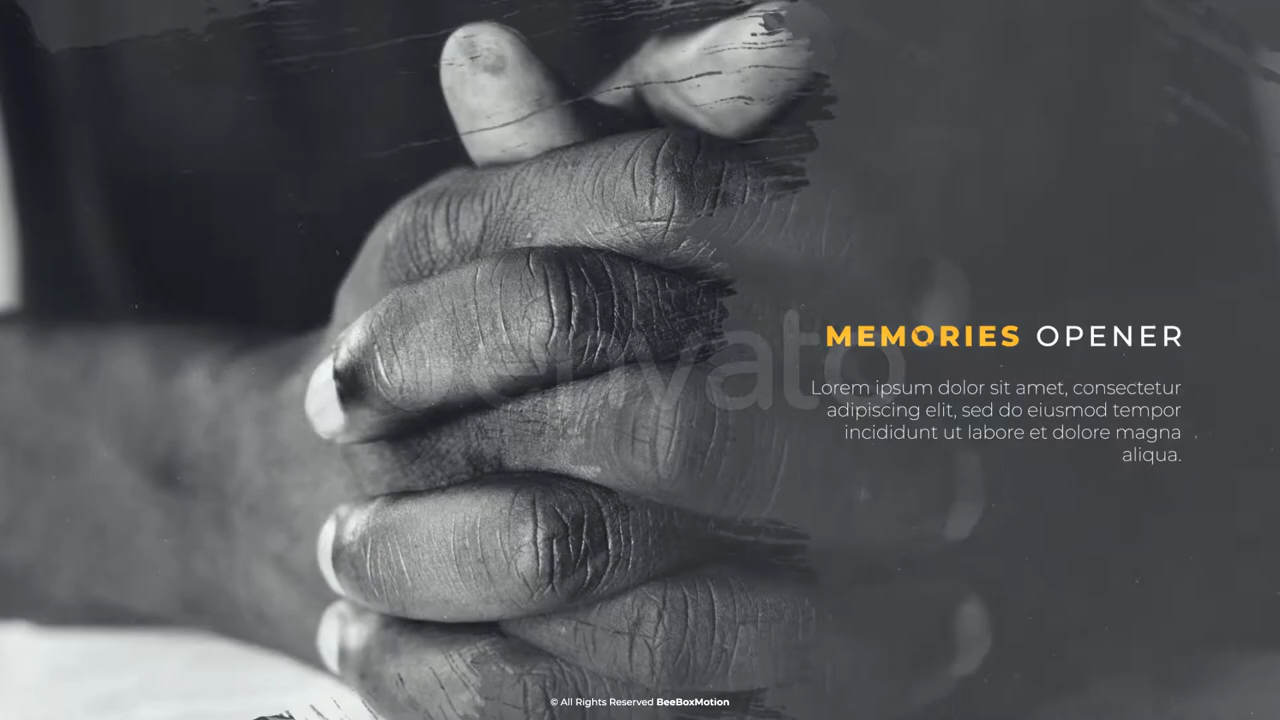 envato
MEMORIES OPENER
Lorem ipsum dolor sit amet, consectetur
adipiscing elit, sed do eiusmod tempor
incididunt ut labore et dolore magna
aliqua.
© All Rights Reserved BeeBoxMotion